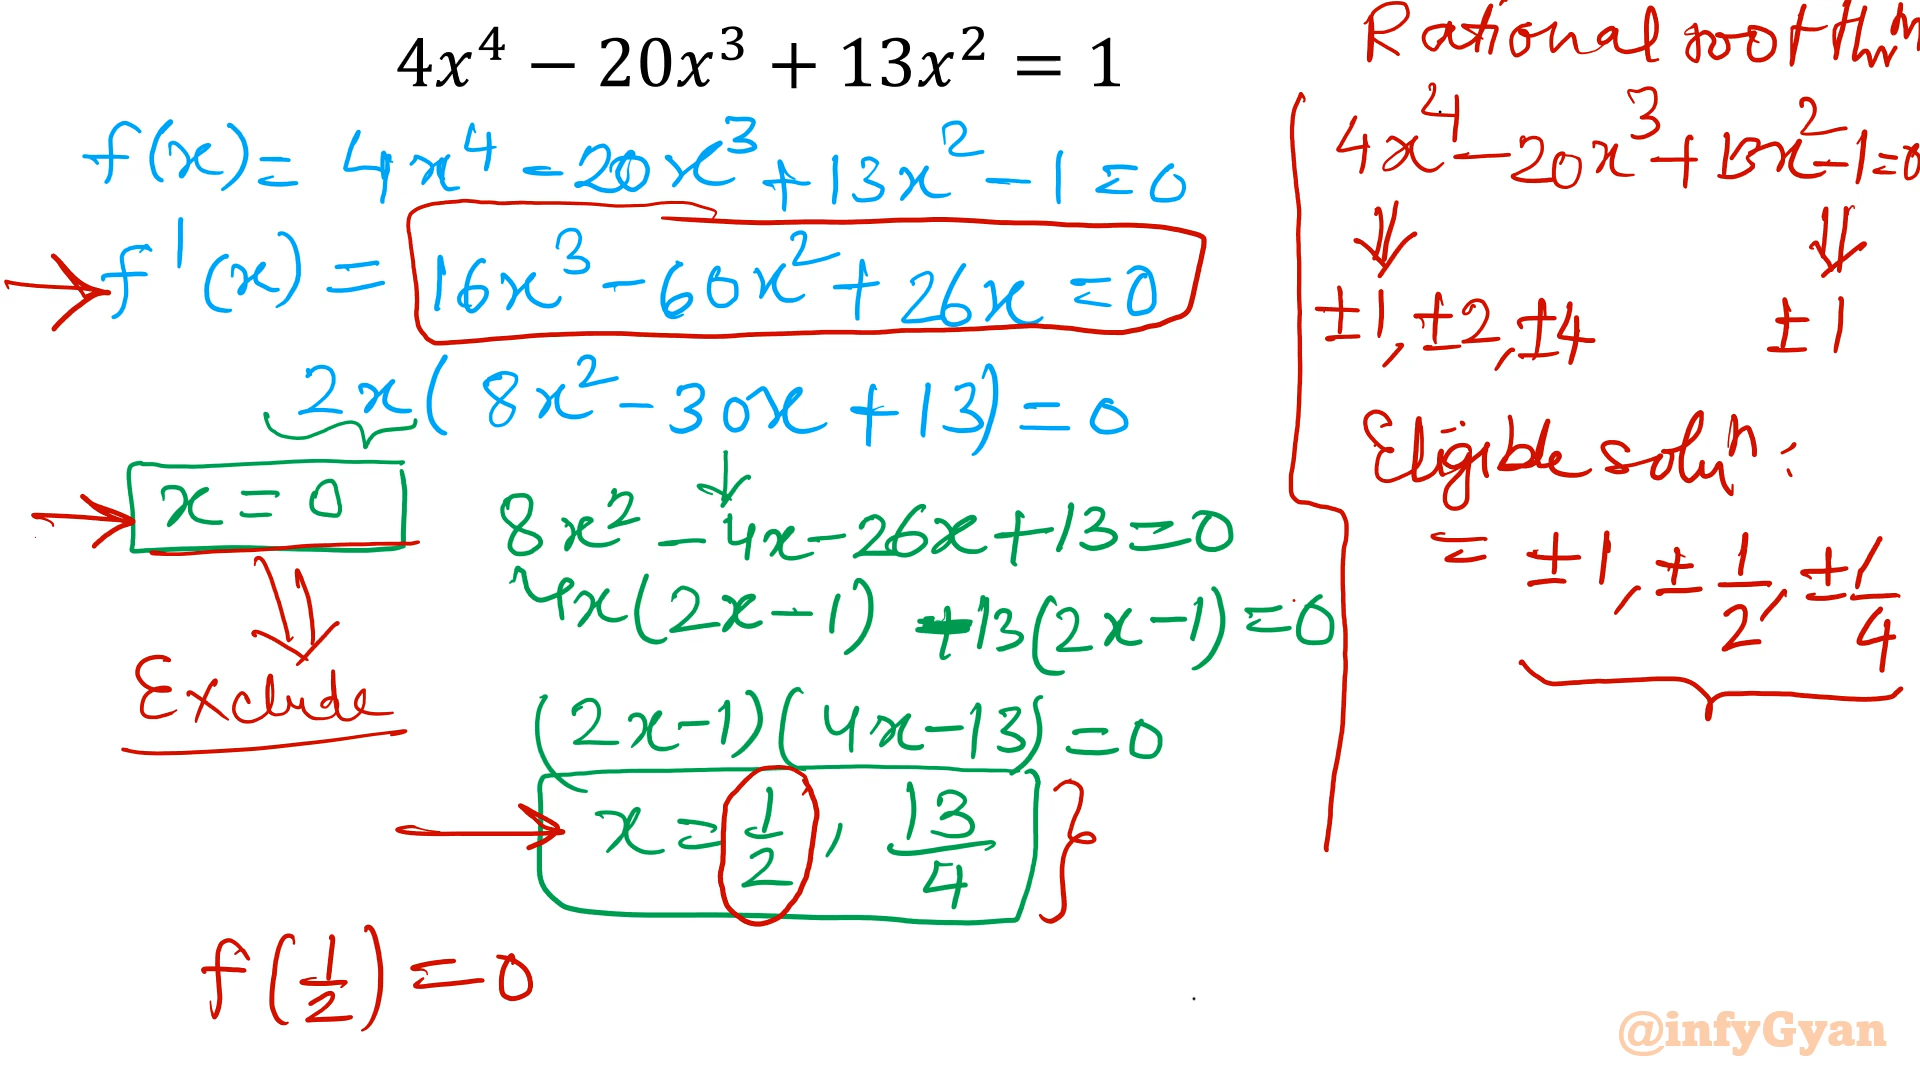 4x⁴ − 20x³ + 13x² = 1
f(x) = 4x⁴ − 20x³ + 13x² − 1 = 0
f'(x) = 16x³ − 60x² + 26x = 0
2x(8x² − 30x + 13) = 0
x = 0
Exclude
8x² − 4x − 26x + 13 = 0
4x(2x − 1) − 13(2x − 1) = 0
(2x − 1)(4x − 13) = 0
x = 1/2, 13/4
f(1/2) = 0
Rational root thm
4x⁴ − 20x³ + 13x² − 1 = 0
±1, ±2, ±4 ±1
Eligible soluⁿ :
= ±1, ±1/2, ±1/4
@infyGyan